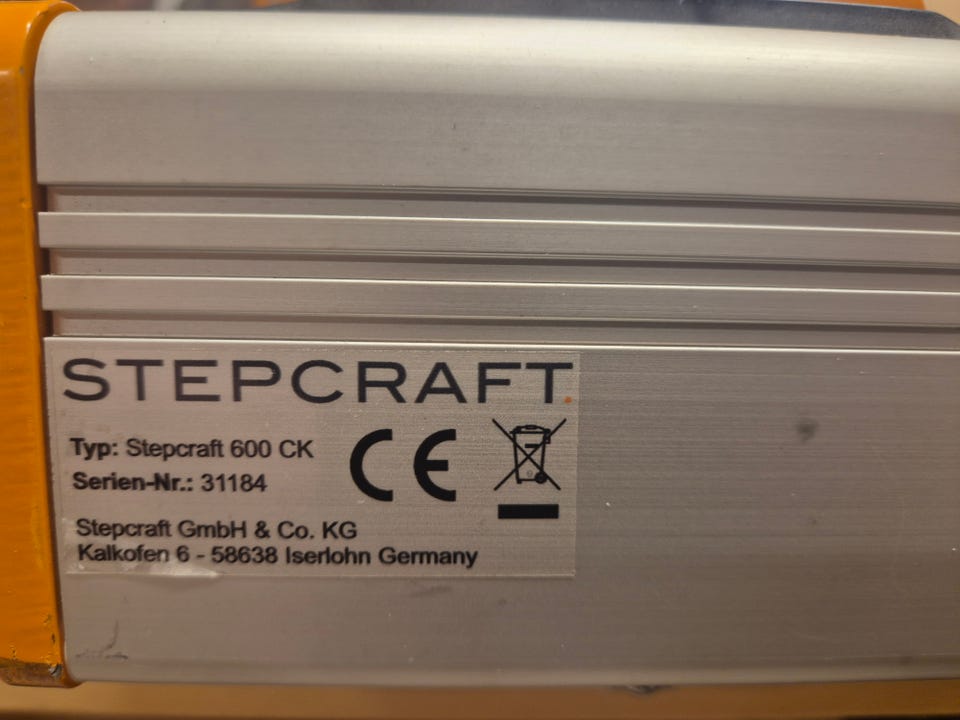 STEPCRAFT.
Typ: Stepcraft 600 CK
Serien-Nr.: 31184
CE
Stepcraft GmbH & Co. KG
Kalkofen 6 - 58638 Iserlohn Germany